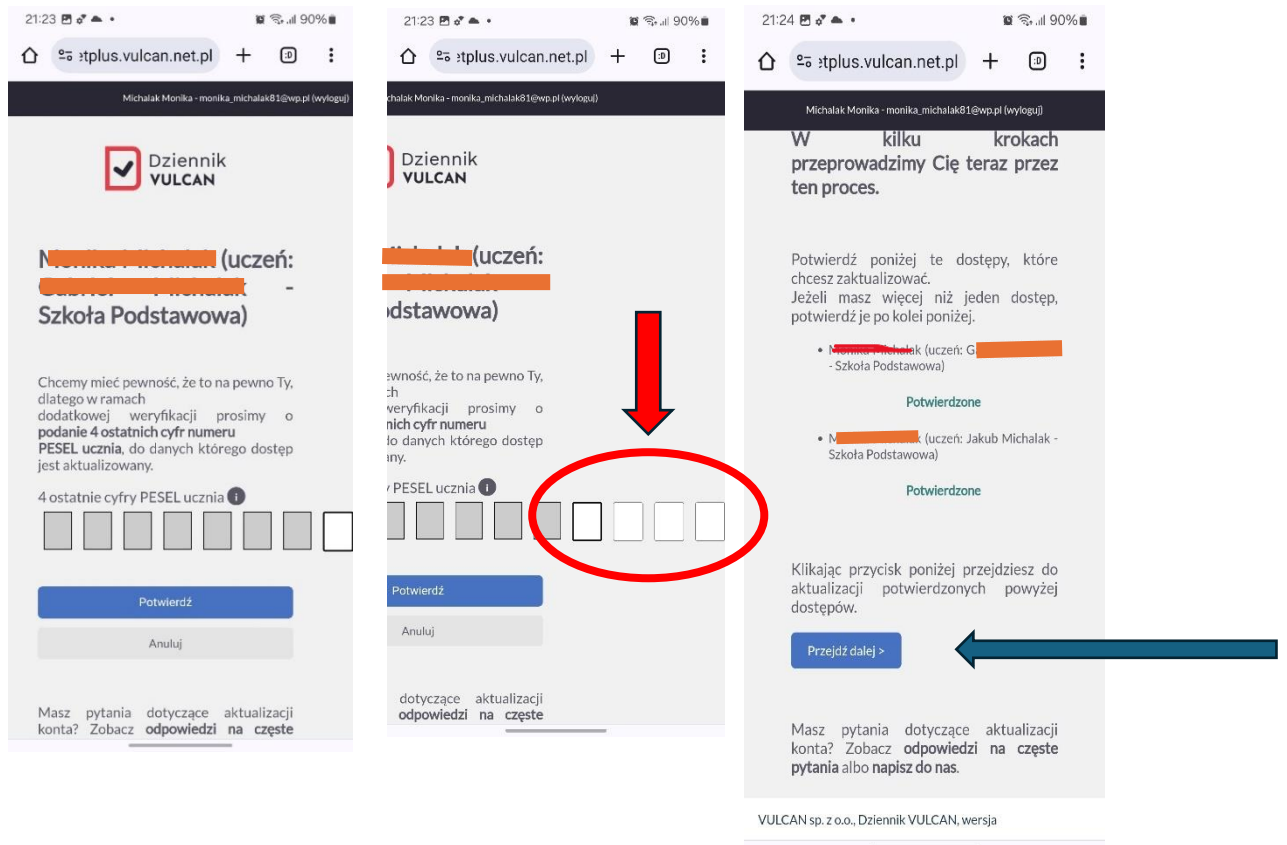 21:23
90%
etplus.vulcan.net.pl
:D
Michalak Monika - monika_michalak81@wp.pl (wyloguj)
Dziennik
VULCAN
(uczeń:
-
Szkoła Podstawowa)
Chcemy mieć pewność, że to na pewno Ty,
dlatego w ramach
dodatkowej weryfikacji prosimy o
podanie 4 ostatnich cyfr numeru
PESEL ucznia, do danych którego dostęp
jest aktualizowany.
4 ostatnie cyfry PESEL ucznia i
Potwierdź
Anuluj
Masz pytania dotyczące aktualizacji
konta? Zobacz odpowiedzi na częste
21:23
90%
etplus.vulcan.net.pl
:D
chalak Monika - monika_michalak81@wp.pl (wyloguj)
Dziennik
VULCAN
(uczeń:
dstawowa)
ewność, że to na pewno Ty,
ch
weryfikacji prosimy o
nich cyfr numeru
do danych którego dostęp
any.
PESEL ucznia i
Potwierdź
Anuluj
dotyczące aktualizacji
odpowiedzi na częste
21:24
90%
etplus.vulcan.net.pl
:D
Michalak Monika - monika_michalak81@wp.pl (wyloguj)
W kilku krokach
przeprowadzimy Cię teraz przez
ten proces.
Potwierdź poniżej te dostępy, które
chcesz zaktualizować.
Jeżeli masz więcej niż jeden dostęp,
potwierdź je po kolei poniżej.
• (uczeń: G
- Szkoła Podstawowa)
Potwierdzone
• M (uczeń: Jakub Michalak -
Szkoła Podstawowa)
Potwierdzone
Klikając przycisk poniżej przejdziesz do
aktualizacji potwierdzonych powyżej
dostępów.
Przejdź dalej >
Masz pytania dotyczące aktualizacji
konta? Zobacz odpowiedzi na częste
pytania albo napisz do nas.
VULCAN sp. z o.o., Dziennik VULCAN, wersja